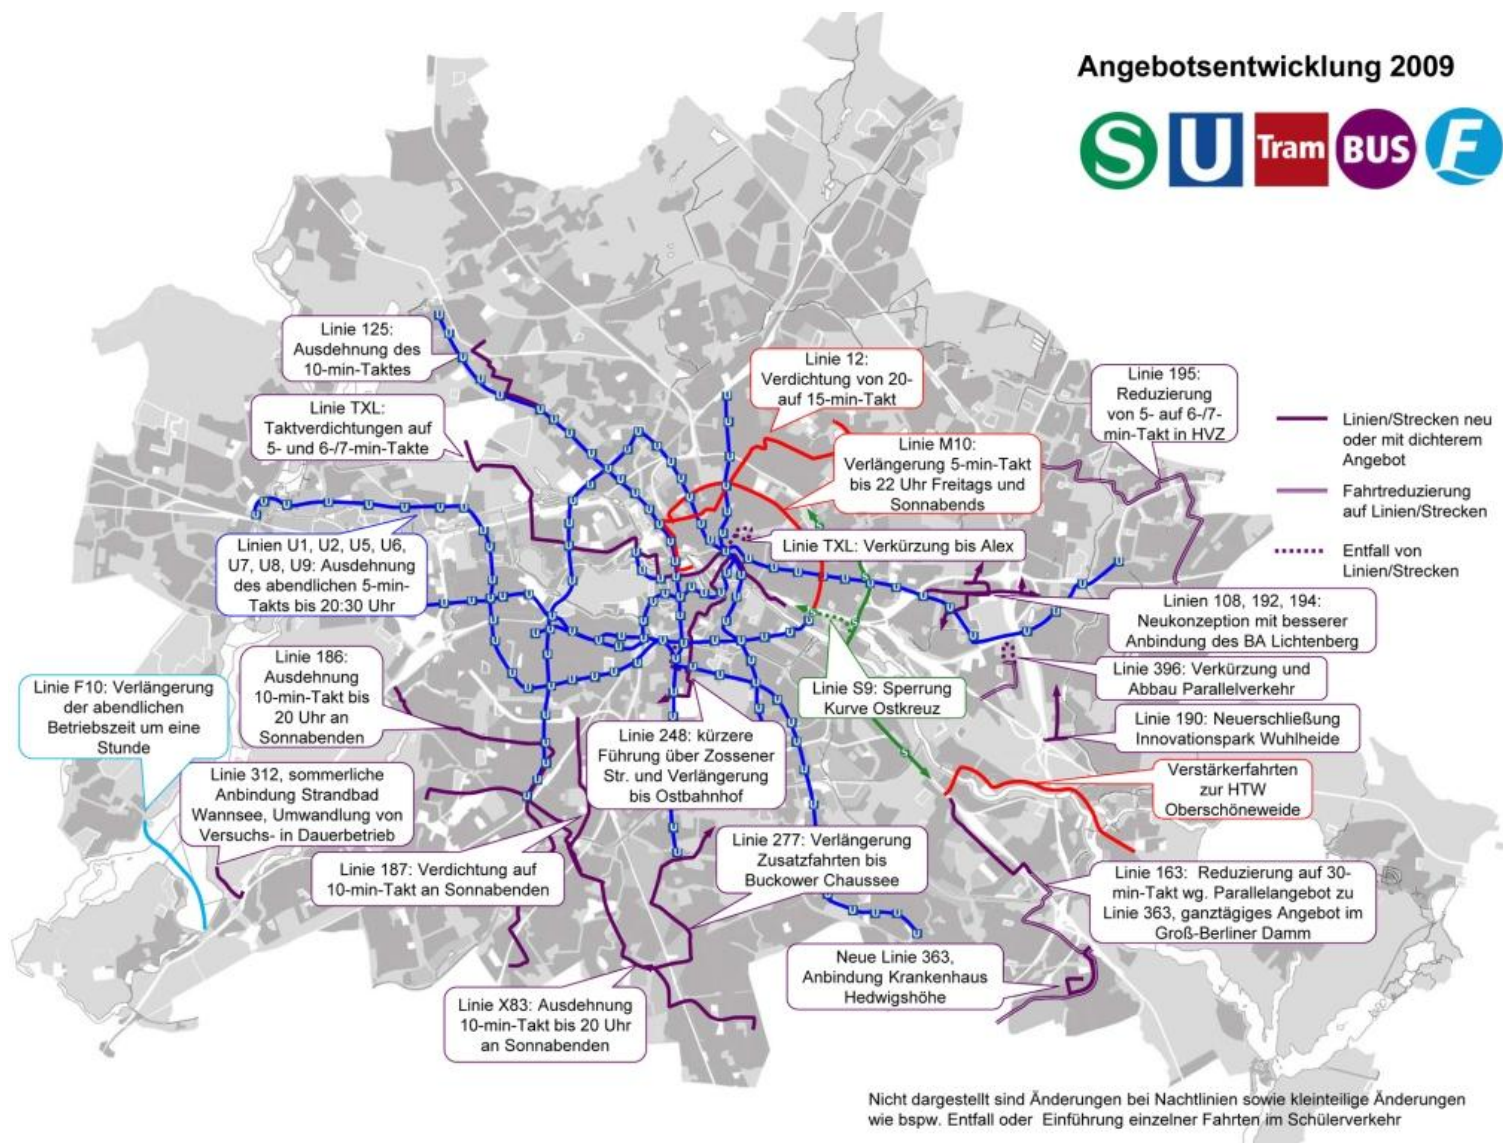 Angebotsentwicklung 2009
S U Tram BUS F
Linie 125:
Ausdehnung des
10-min-Taktes
Linie TXL:
Taktverdichtungen auf
5- und 6-/7-min-Takte
Linien U1, U2, U5, U6,
U7, U8, U9: Ausdehnung
des abendlichen 5-min-
Takts bis 20:30 Uhr
Linie 12:
Verdichtung von 20-
auf 15-min-Takt
Linie M10:
Verlängerung 5-min-Takt
bis 22 Uhr Freitags und
Sonnabends
Linie TXL: Verkürzung bis Alex
Linie 195:
Reduzierung
von 5- auf 6-/7-
min-Takt in HVZ
Linien/Strecken neu
oder mit dichterem
Angebot
Fahrtreduzierung
auf Linien/Strecken
Entfall von
Linien/Strecken
Linien 108, 192, 194:
Neukonzeption mit besserer
Anbindung des BA Lichtenberg
Linie 396: Verkürzung und
Abbau Parallelverkehr
Linie 190: Neuerschließung
Innovationspark Wuhlheide
Linie S9: Sperrung
Kurve Ostkreuz
Linie 186:
Ausdehnung
10-min-Takt bis
20 Uhr an
Sonnabenden
Linie F10: Verlängerung
der abendlichen
Betriebszeit um eine
Stunde
Linie 312, sommerliche
Anbindung Strandbad
Wannsee, Umwandlung von
Versuchs- in Dauerbetrieb
Linie 248: kürzere
Führung über Zossener
Str. und Verlängerung
bis Ostbahnhof
Verstärkerfahrten
zur HTW
Oberschöneweide
Linie 187: Verdichtung auf
10-min-Takt an Sonnabenden
Linie 277: Verlängerung
Zusatzfahrten bis
Buckower Chaussee
Linie 163: Reduzierung auf 30-
min-Takt wg. Parallelangebot zu
Linie 363, ganztägiges Angebot im
Groß-Berliner Damm
Neue Linie 363,
Anbindung Krankenhaus
Hedwigshöhe
Linie X83: Ausdehnung
10-min-Takt bis 20 Uhr
an Sonnabenden
Nicht dargestellt sind Änderungen bei Nachtlinien sowie kleinteilige Änderungen
wie bspw. Entfall oder Einführung einzelner Fahrten im Schülerverkehr